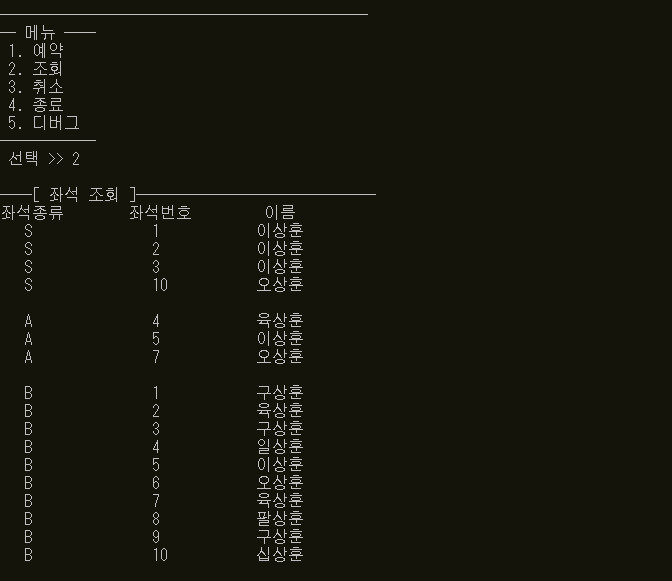 메뉴
1. 예약
2. 조회
3. 취소
4. 종료
5. 디버그
선택 >> 2
[ 좌석 조회 ]
좌석종류 좌석번호 이름
S 1 이상훈
S 2 이상훈
S 3 이상훈
S 10 오상훈
A 4 육상훈
A 5 이상훈
A 7 오상훈
B 1 구상훈
B 2 육상훈
B 3 구상훈
B 4 일상훈
B 5 이상훈
B 6 오상훈
B 7 육상훈
B 8 팔상훈
B 9 구상훈
B 10 십상훈